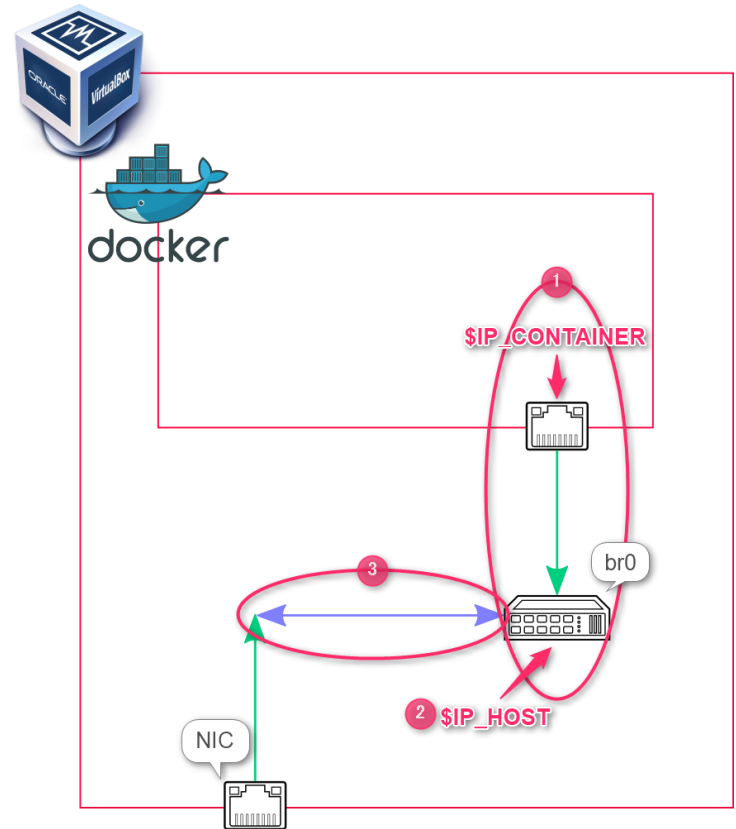 ORACLE
VirtualBox
docker
1
$IP_CONTAINER
br0
3
2 $IP_HOST
NIC